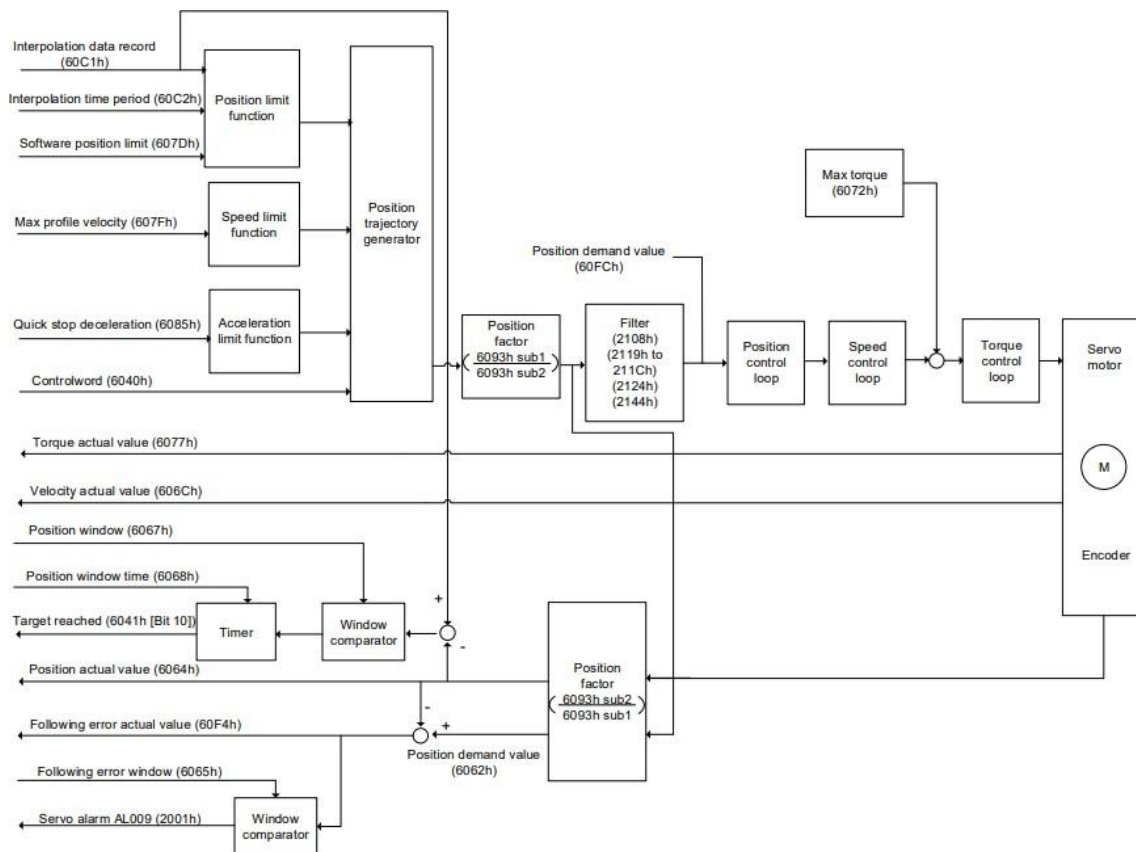 Interpolation data record
(60C1h)
Interpolation time period (60C2h)
Software position limit (607Dh)
Position limit
function
Max profile velocity (607Fh)
Speed limit
function
Quick stop deceleration (6085h)
Acceleration
limit function
Controlword (6040h)
Position
trajectory
generator
Position
factor
( 6093h sub1
6093h sub2 )
Filter
(2108h)
(2119h to
211Ch)
(2124h)
(2144h)
Position demand value
(60FCh)
Position
control
loop
Speed
control
loop
Max torque
(6072h)
Torque
control
loop
Servo
motor
M
Encoder
Torque actual value (6077h)
Velocity actual value (606Ch)
Position window (6067h)
Position window time (6068h)
Target reached (6041h [Bit 10])
Timer
Window
comparator
+
-
Position actual value (6064h)
Position
factor
( 6093h sub2
6093h sub1 )
-
+
Following error actual value (60F4h)
Position demand value
(6062h)
Following error window (6065h)
Servo alarm AL009 (2001h)
Window
comparator